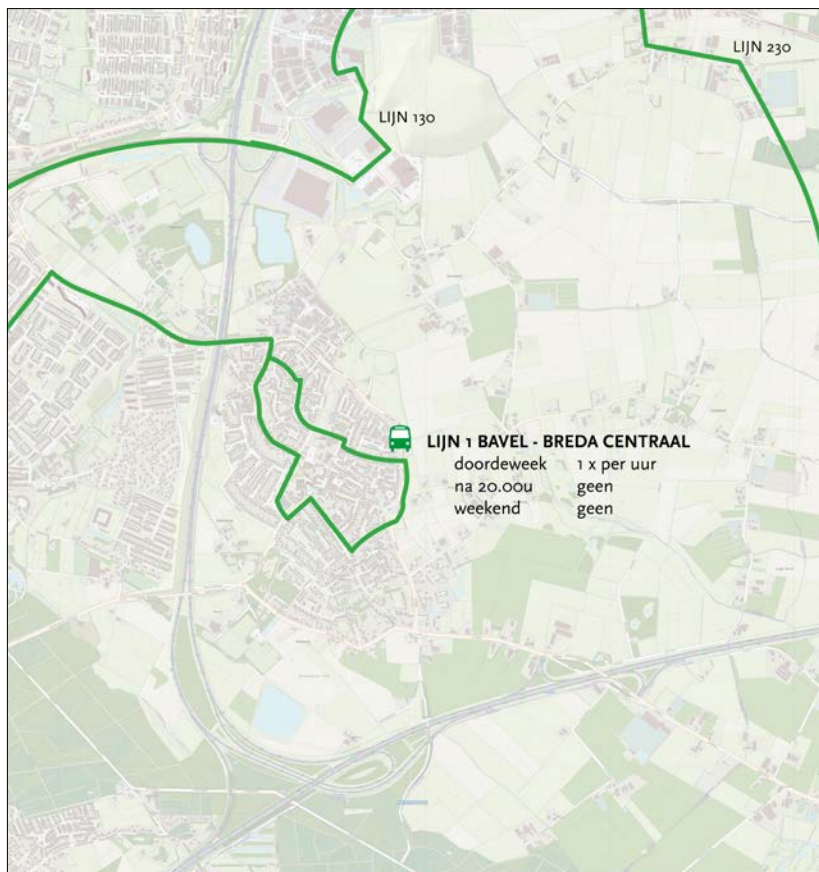 LIJN 230
LIJN 130
LIJN 1 BAVEL - BREDA CENTRAAL
doordeweek 1 x per uur
na 20.00u geen
weekend geen